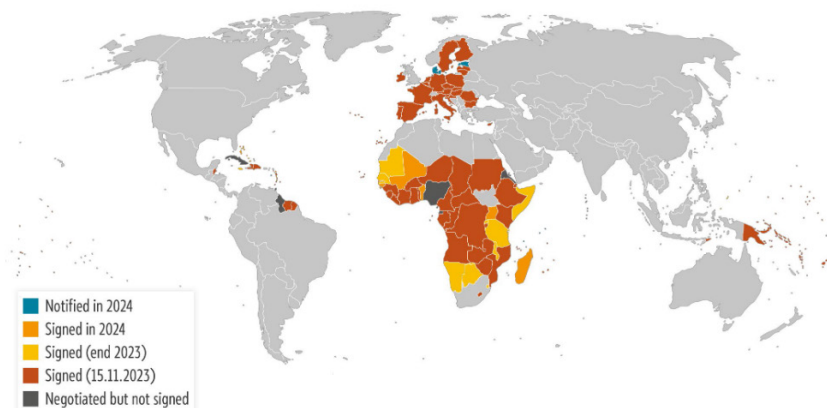 Notified in 2024
Signed in 2024
Signed (end 2023)
Signed (15.11.2023)
Negotiated but not signed